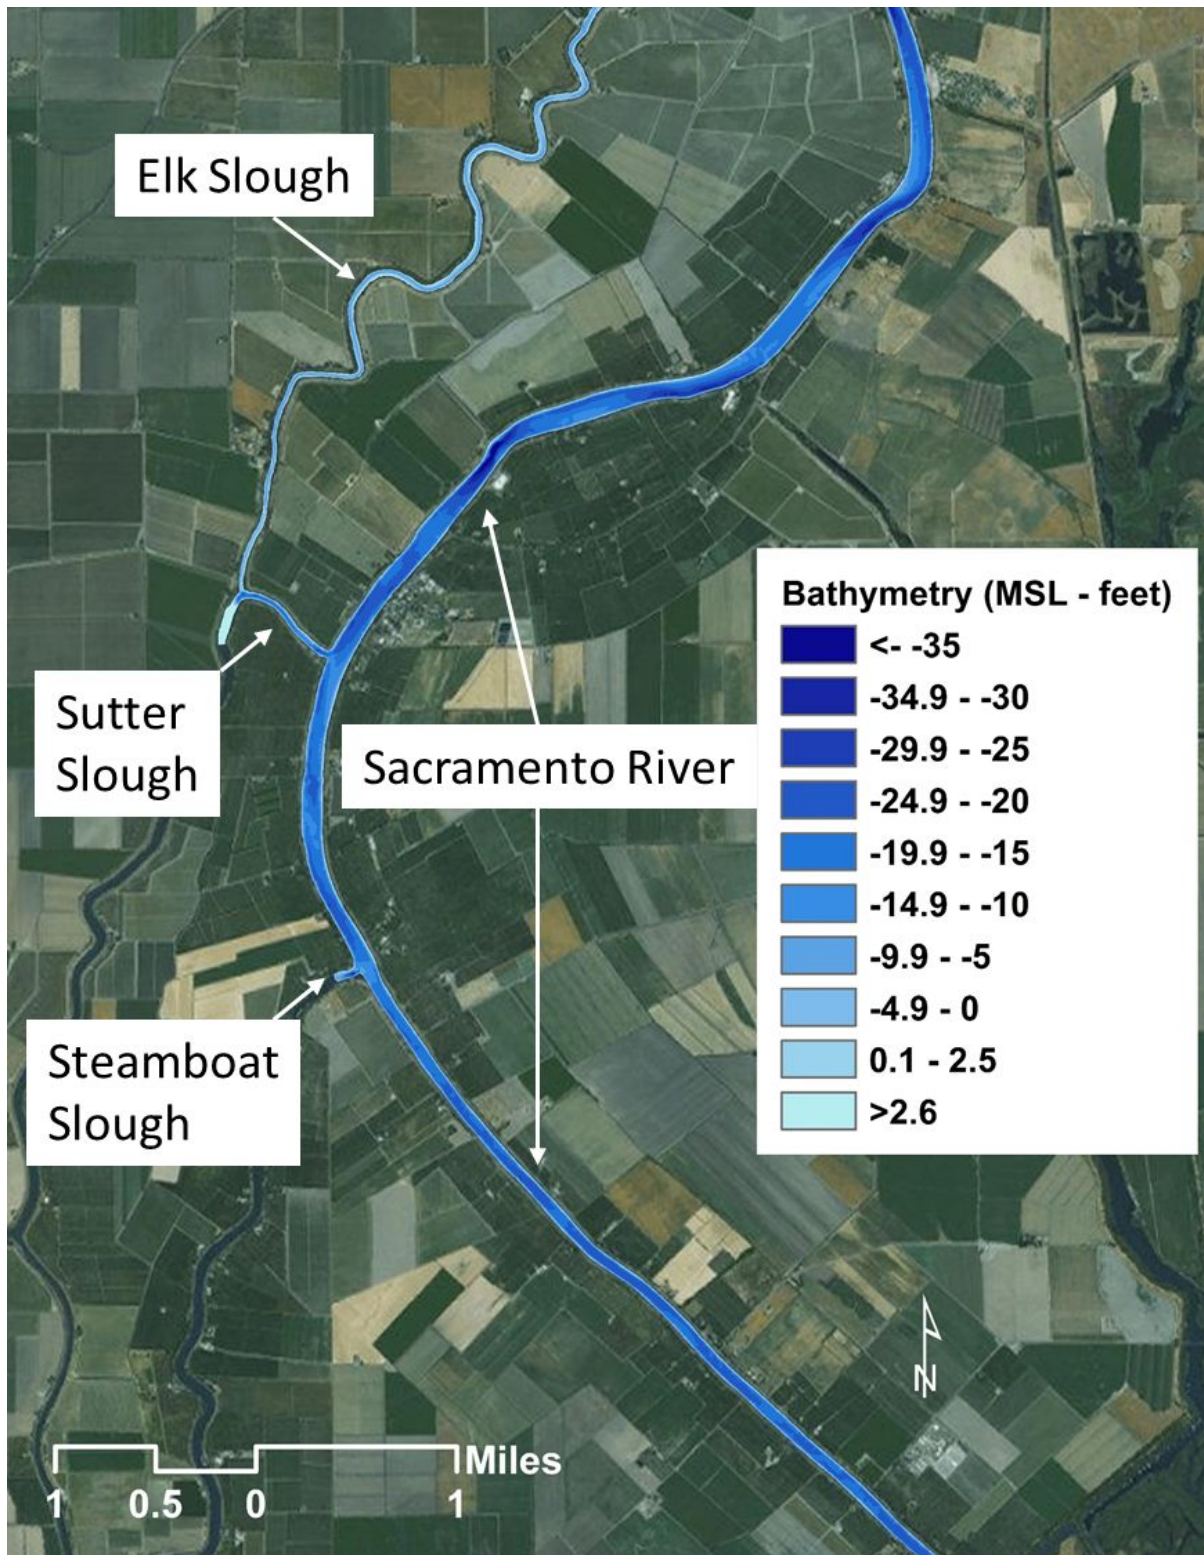 Elk Slough
Sutter
Slough
Sacramento River
Steamboat
Slough
Bathymetry (MSL - feet)
<- -35
-34.9 - -30
-29.9 - -25
-24.9 - -20
-19.9 - -15
-14.9 - -10
-9.9 - -5
-4.9 - 0
0.1 - 2.5
>2.6
N
Miles
1 0.5 0 1